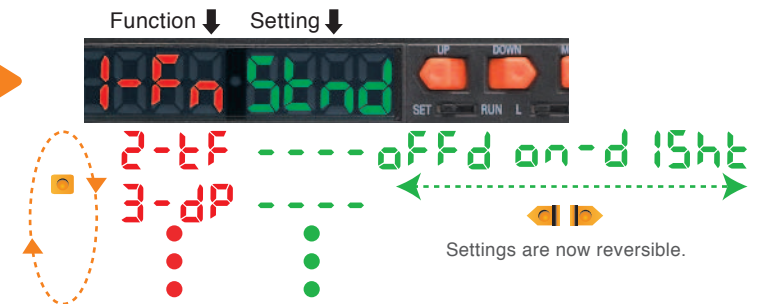 Function Setting
UP DOWN M
1-Fn Stnd
SET RUN L
2-tF ---- oFFd on-d 1Sht
3-dP ----
Settings are now reversible.